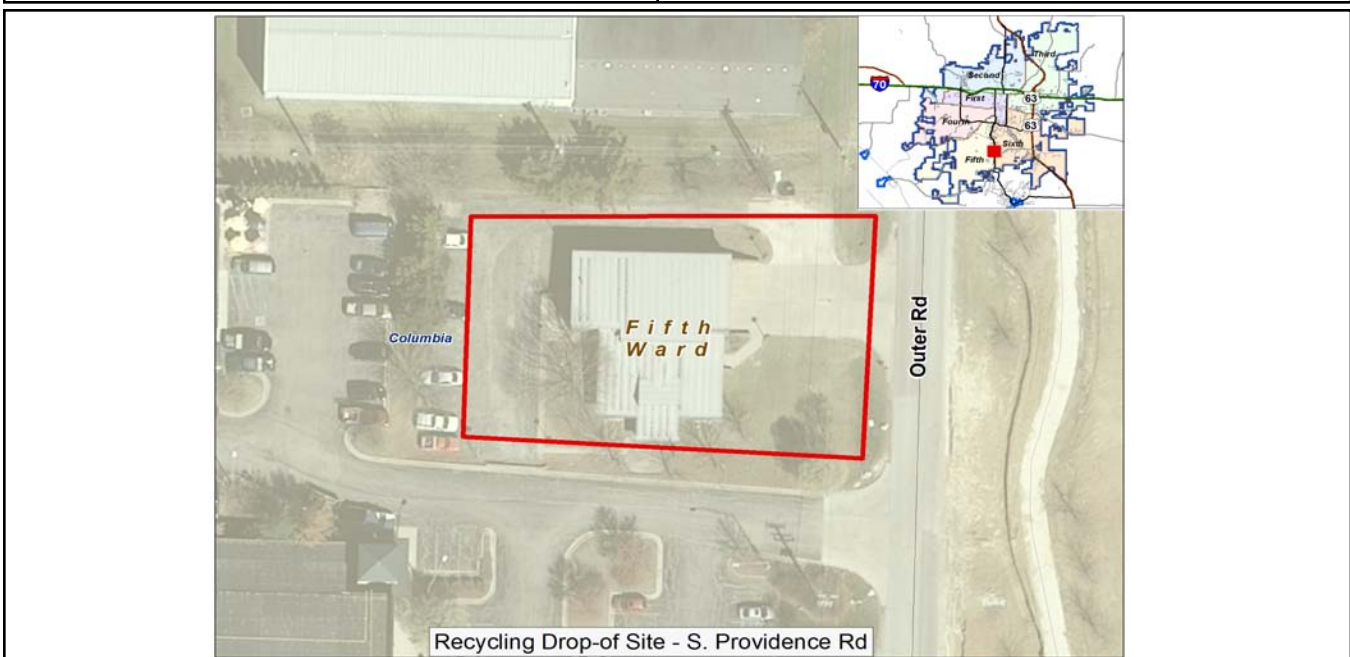 Third
Second
70
First
63
Fourth
63
Sixth
Fifth
Fifth
Ward
Columbia
Outer Rd
Recycling Drop-of Site - S. Providence Rd